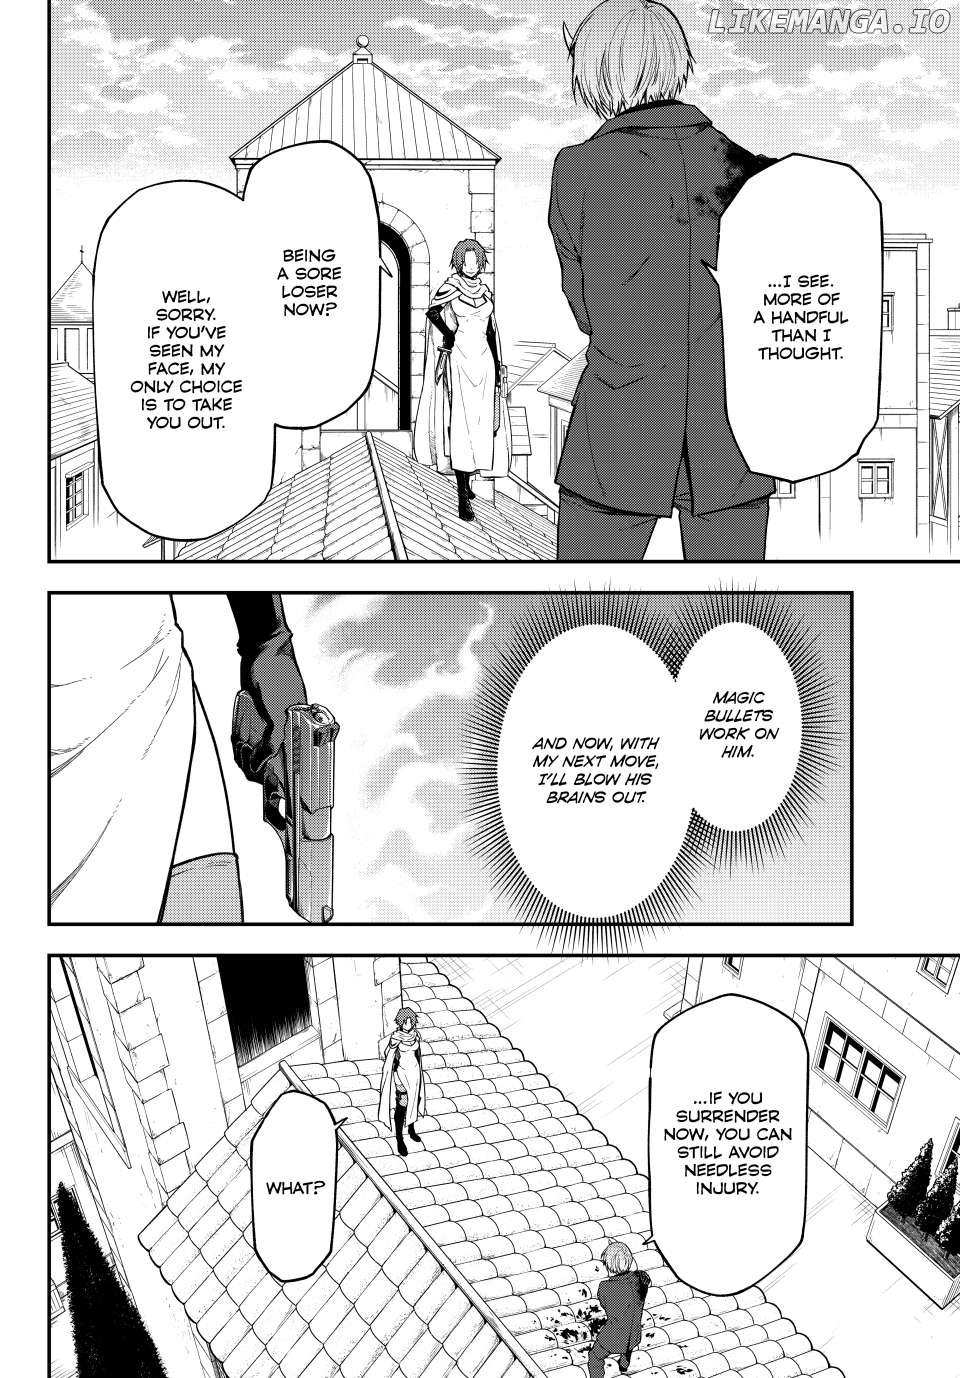 LIKEMANGA.IO
...I SEE.
MORE OF
A HANDFUL
THAN I
THOUGHT.
BEING
A SORE
LOSER
NOW?
WELL,
SORRY.
IF YOU'VE
SEEN MY
FACE, MY
ONLY CHOICE
IS TO TAKE
YOU OUT.
MAGIC
BULLETS
WORK ON
HIM.
AND NOW, WITH
MY NEXT MOVE,
I'LL BLOW HIS
BRAINS OUT.
...IF YOU
SURRENDER
NOW, YOU CAN
STILL AVOID
NEEDLESS
INJURY.
WHAT?